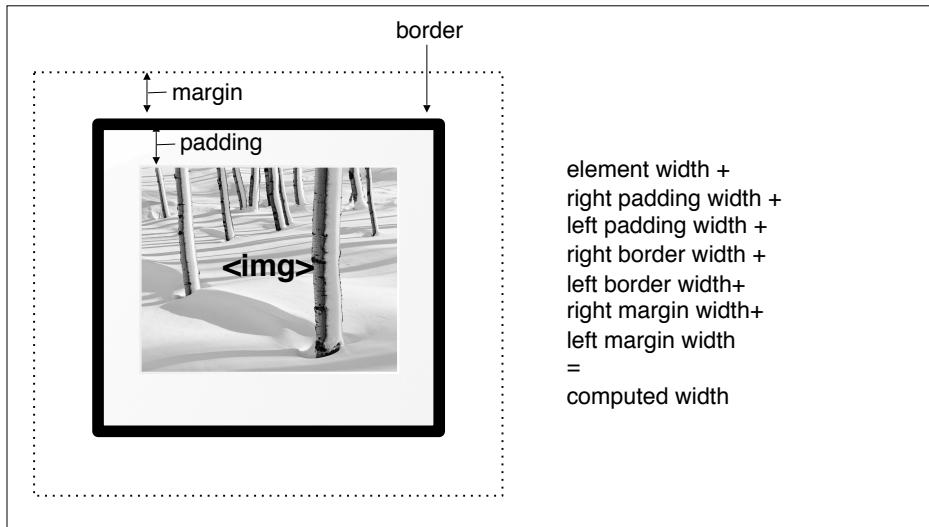 border
margin
padding
<img>
element width +
right padding width +
left padding width +
right border width +
left border width+
right margin width+
left margin width
=
computed width